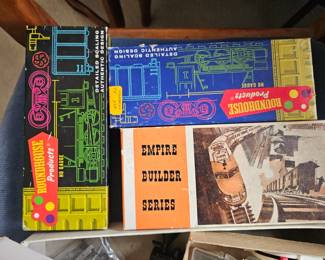 DETAILED SCALING
AUTHENTIC DESIGN
ROUNDHOUSE
Products
HO GAUGE
DETAILED SCALING
AUTHENTIC DESIGN
ROUNDHOUSE
Products
HO GAUGE
EMPIRE
BUILDER
SERIES